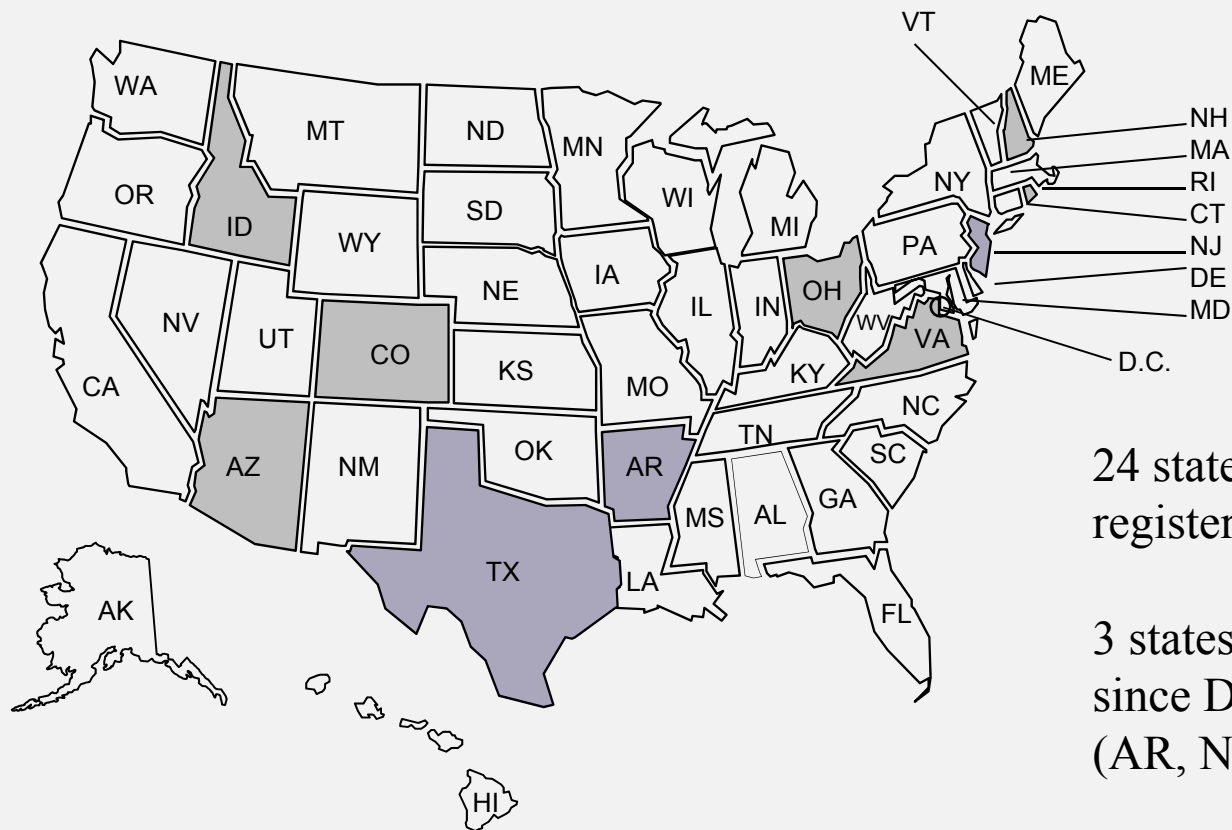 VT
ME
WA
MT
ND
MN
NH
MA
RI
CT
NJ
DE
MD
D.C.
OR
ID
WY
SD
WI
MI
NY
PA
NV
UT
CO
NE
IA
IL
IN
OH
WV
VA
CA
KS
MO
KY
NC
AZ
NM
OK
AR
TN
SC
TX
LA
MS
AL
GA
FL
AK
HI
24 state
register
3 states
since D
(AR, N